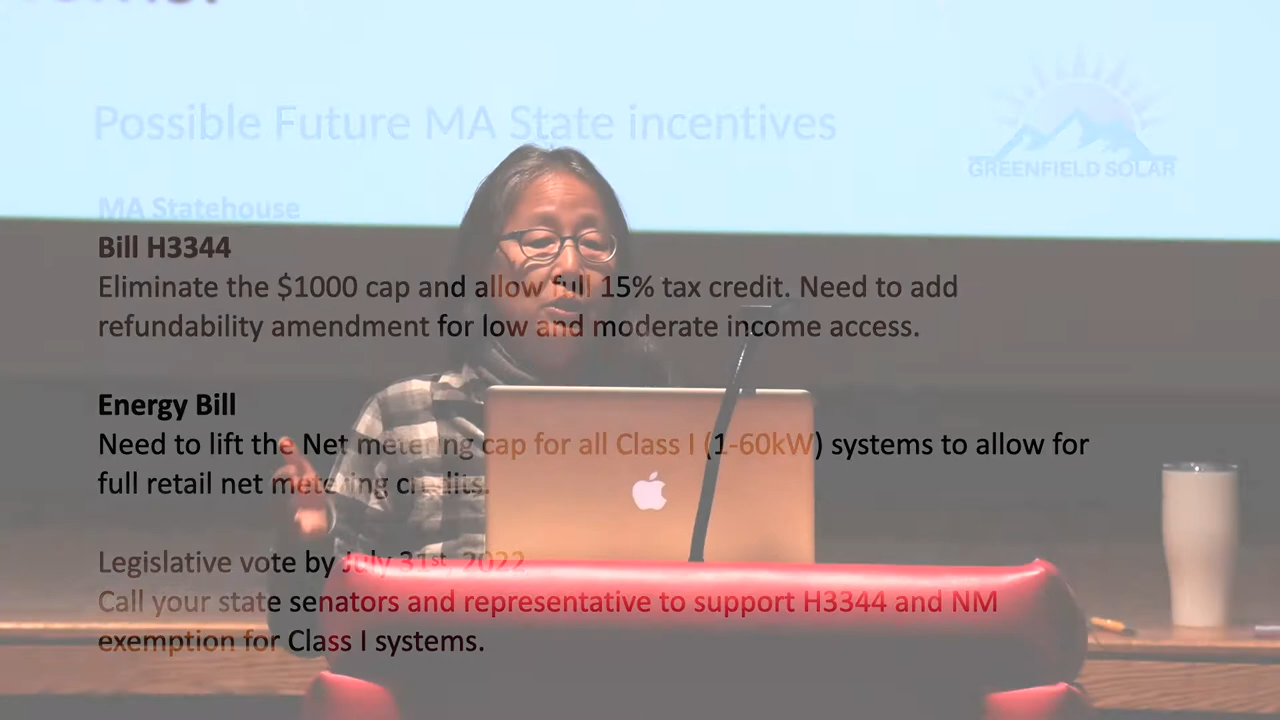 Possible Future MA State incentives
GREENFIELD SOLAR
MA Statehouse
Bill H3344
Eliminate the $1000 cap and allow full 15% tax credit. Need to add
refundability amendment for low and moderate income access.
Energy Bill
Need to lift the Net metering cap for all Class I (1-60kW) systems to allow for
full retail net metering credits.
Legislative vote by July 31st, 2022
Call your state senators and representative to support H3344 and NM
exemption for Class I systems.